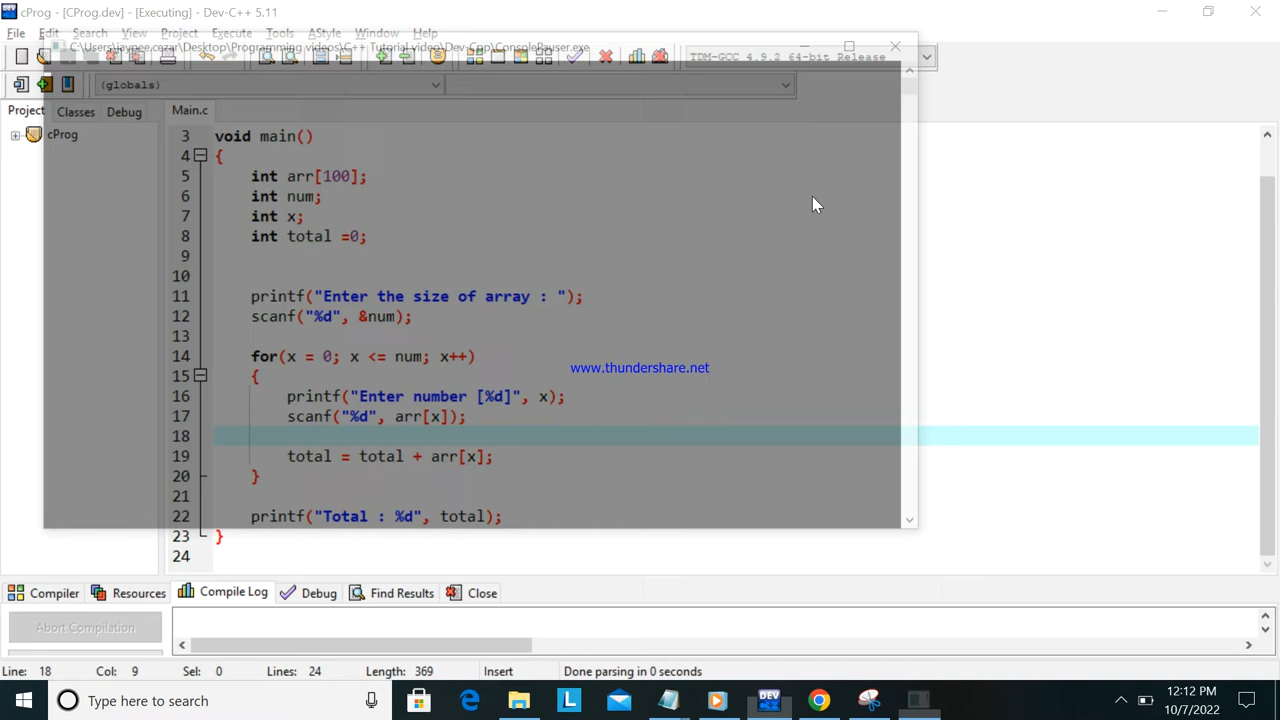 cProg - [CProg.dev] - [Executing] - Dev-C++ 5.11
File Edit Search View Project Execute Tools AStyle Window Help
C:\Users\jaypee.cezar\Desktop\Programming videos\C++ Tutorial video\Dev-Cpp\ConsolePauser.exe
TDM-GCC 4.9.2 64-bit Release
(globals)
Project Classes Debug Main.c
cProg
3 void main()
4 {
5 int arr[100];
6 int num;
7 int x;
8 int total =0;
9
10
11 printf("Enter the size of array : ");
12 scanf("%d", &num);
13
14 for(x = 0; x <= num; x++)
15 {
16 printf("Enter number [%d]", x);
17 scanf("%d", arr[x]);
18
19 total = total + arr[x];
20 }
21
22 printf("Total : %d", total);
23 }
24
www.thundershare.net
Compiler Resources Compile Log Debug Find Results Close
Abort Compilation
Line: 18 Col: 9 Sel: 0 Lines: 24 Length: 369 Insert Done parsing in 0 seconds
Type here to search
12:12 PM
10/7/2022